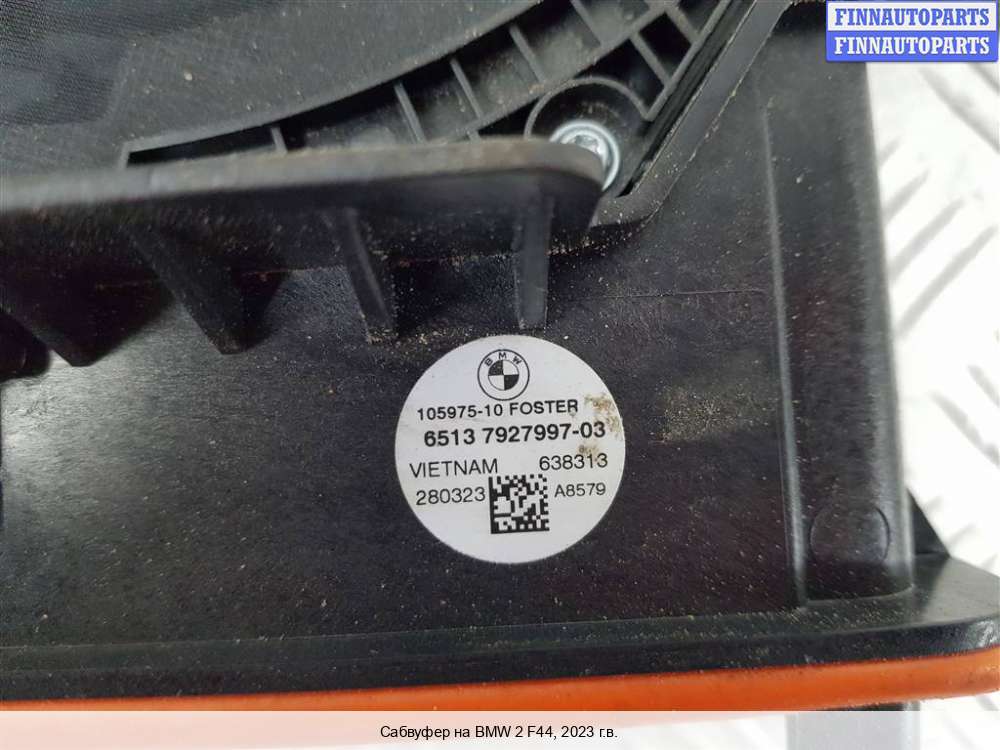 FINNAUTOPARTS
FINNAUTOPARTS
BMW
105975-10 FOSTER
6513 7927997-03
VIETNAM 638313
280323 A8579
Сабвуфер на BMW 2 F44, 2023 г.в.